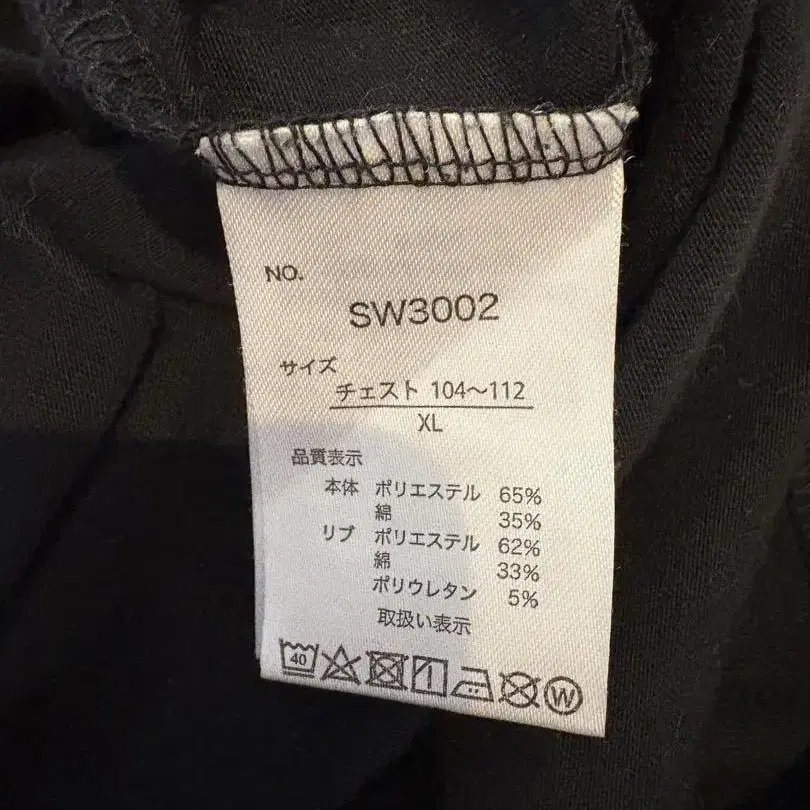 NO.
SW3002
サイズ
チェスト 104〜112
XL
品質表示
本体 ポリエステル 65%
綿 35%
リブ ポリエステル 62%
綿 33%
ポリウレタン 5%
取扱い表示
40
W